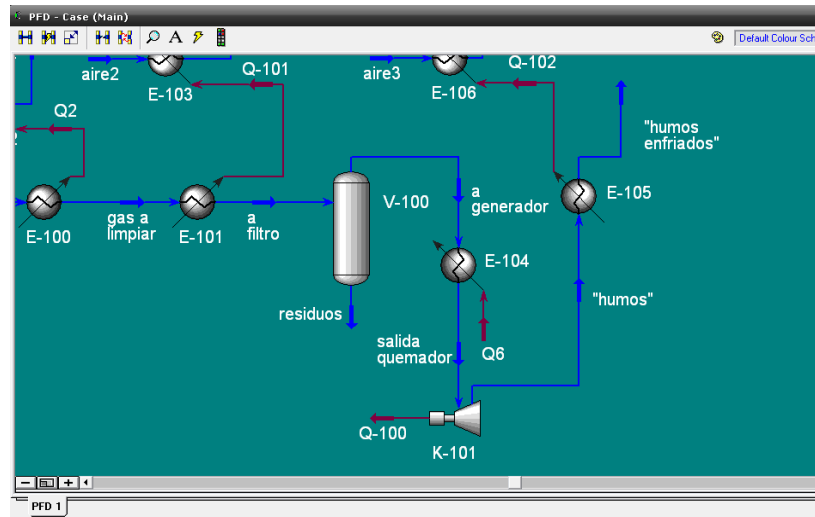 PFD - Case (Main)
A
Default Colour Sch
aire2
Q-101
aire3
Q-102
E-103
E-106
Q2
"humos
enfriados"
V-100
a
generador
E-105
gas a
limpiar
a
filtro
E-100
E-101
E-104
residuos
"humos"
salida
quemador
Q6
Q-100
K-101
PFD 1